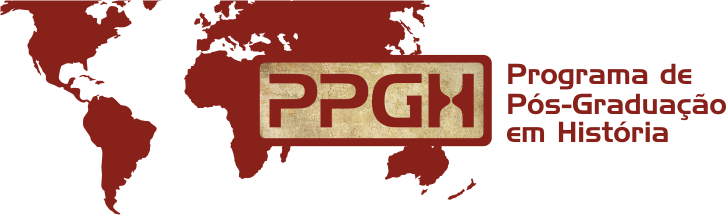 PPGH
Programa de
Pós-Graduação
em História